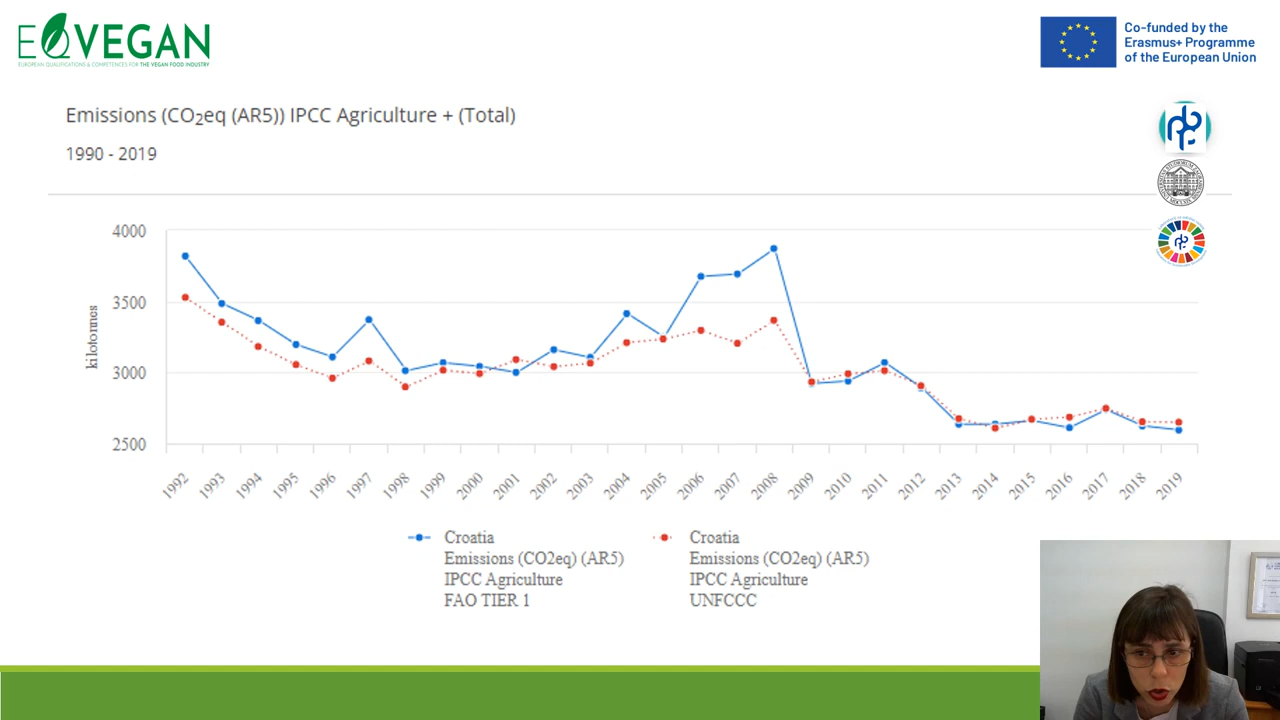 EQVEGAN
EUROPEAN QUALIFICATIONS & COMPETENCES FOR THE VEGAN FOOD INDUSTRY
Co-funded by the
Erasmus+ Programme
of the European Union
Emissions (CO2eq (AR5)) IPCC Agriculture + (Total)
1990 - 2019
kilotonnes
4000
3500
3000
2500
1992 1993 1994 1995 1996 1997 1998 1999 2000 2001 2002 2003 2004 2005 2006 2007 2008 2009 2010 2011 2012 2013 2014 2015 2016 2017 2018 2019
Croatia
Emissions (CO2eq) (AR5)
IPCC Agriculture
FAO TIER 1
Croatia
Emissions (CO2eq) (AR5)
IPCC Agriculture
UNFCCC